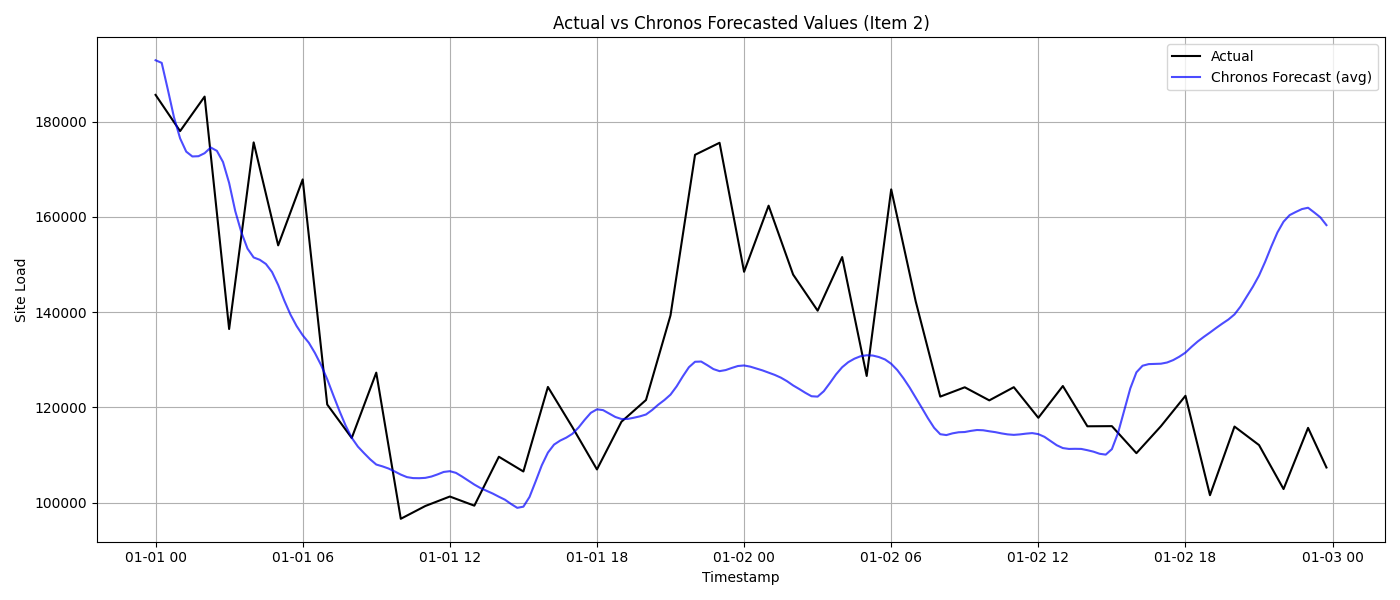 Actual vs Chronos Forecasted Values (Item 2)
Actual
Chronos Forecast (avg)
Site Load
180000
160000
140000
120000
100000
01-01 00
01-01 06
01-01 12
01-01 18
01-02 00
01-02 06
01-02 12
01-02 18
01-03 00
Timestamp